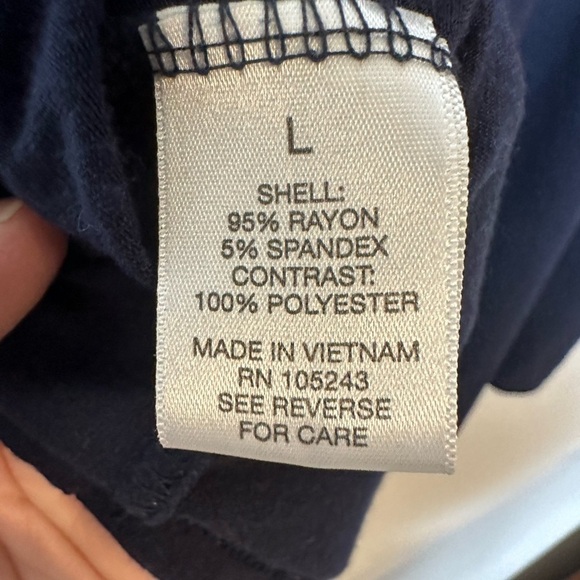 L
SHELL:
95% RAYON
5% SPANDEX
CONTRAST:
100% POLYESTER
MADE IN VIETNAM
RN 105243
SEE REVERSE
FOR CARE